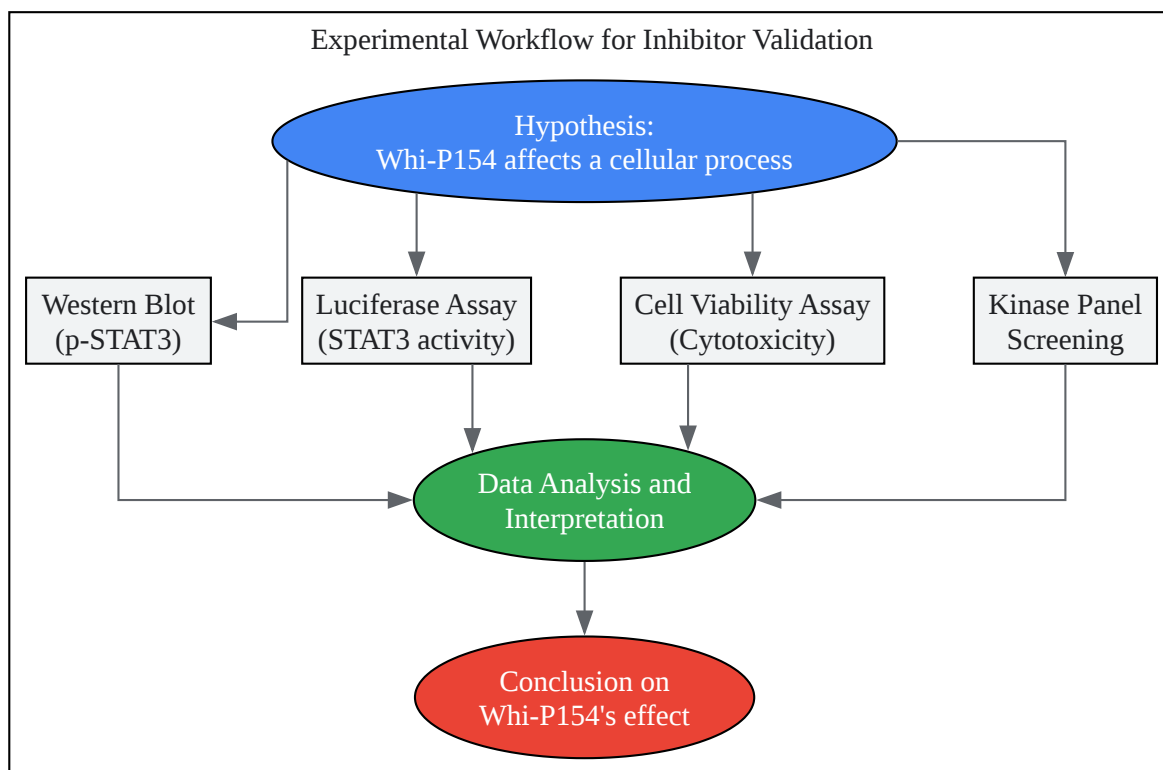 Experimental Workflow for Inhibitor Validation
Hypothesis:
Whi-P154 affects a cellular process
Western Blot
(p-STAT3)
Luciferase Assay
(STAT3 activity)
Cell Viability Assay
(Cytotoxicity)
Kinase Panel
Screening
Data Analysis and
Interpretation
Conclusion on
Whi-P154's effect